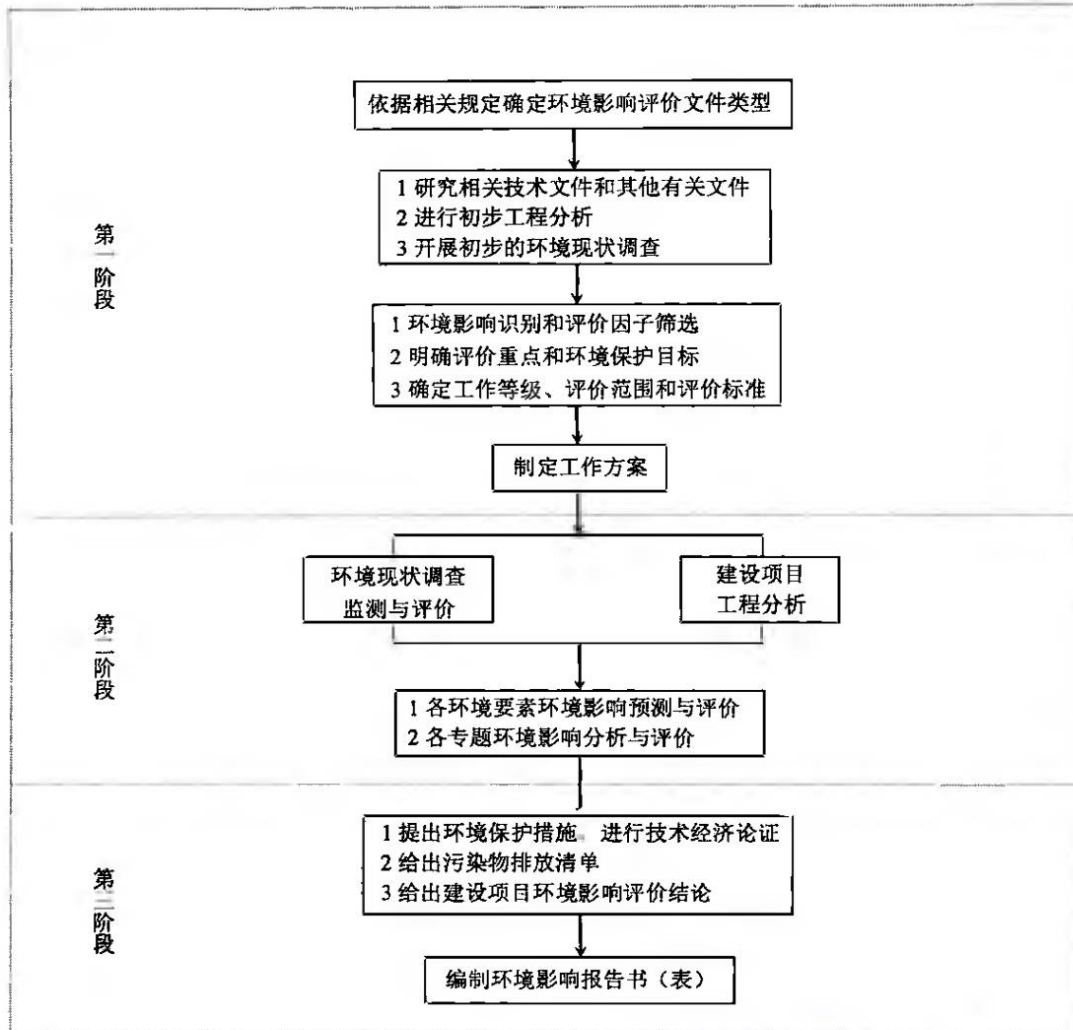 依据相关规定确定环境影响评价文件类型
1 研究相关技术文件和其他有关文件
2 进行初步工程分析
3 开展初步的环境现状调查
第一阶段
1 环境影响识别和评价因子筛选
2 明确评价重点和环境保护目标
3 确定工作等级、评价范围和评价标准
制定工作方案
环境现状调查
监测与评价
建设项目
工程分析
第二阶段
1 各环境要素环境影响预测与评价
2 各专题环境影响分析与评价
1 提出环境保护措施，进行技术经济论证
2 给出污染物排放清单
3 给出建设项目环境影响评价结论
第三阶段
编制环境影响报告书（表）